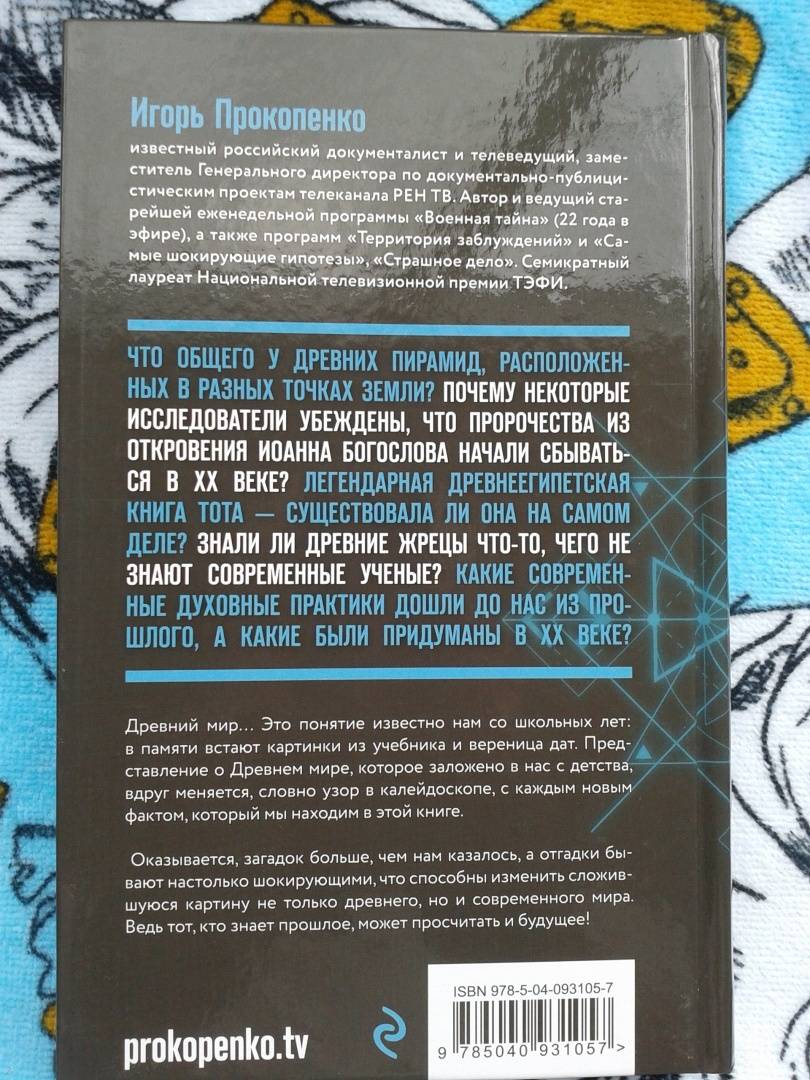 Игорь Прокопенко
известный российский документалист и телеведущий, заме-
ститель Генерального директора по документально-публици-
стическим проектам телеканала РЕН ТВ. Автор и ведущий ста-
рейшей еженедельной программы «Военная тайна» (22 года в
эфире), а также программ «Территория заблуждений» и «Са-
мые шокирующие гипотезы», «Страшное дело». Семикратный
лауреат Национальной телевизионной премии ТЭФИ.
ЧТО ОБЩЕГО У ДРЕВНИХ ПИРАМИД, РАСПОЛОЖЕН-
НЫХ В РАЗНЫХ ТОЧКАХ ЗЕМЛИ? ПОЧЕМУ НЕКОТОРЫЕ
ИССЛЕДОВАТЕЛИ УБЕЖДЕНЫ, ЧТО ПРОРОЧЕСТВА ИЗ
ОТКРОВЕНИЯ ИОАННА БОГОСЛОВА НАЧАЛИ СБЫВАТЬ-
СЯ В XX ВЕКЕ? ЛЕГЕНДАРНАЯ ДРЕВНЕЕГИПЕТСКАЯ
КНИГА ТОТА — СУЩЕСТВОВАЛА ЛИ ОНА НА САМОМ
ДЕЛЕ? ЗНАЛИ ЛИ ДРЕВНИЕ ЖРЕЦЫ ЧТО-ТО, ЧЕГО НЕ
ЗНАЮТ СОВРЕМЕННЫЕ УЧЕНЫЕ? КАКИЕ СОВРЕМЕН-
НЫЕ ДУХОВНЫЕ ПРАКТИКИ ДОШЛИ ДО НАС ИЗ ПРО-
ШЛОГО, А КАКИЕ БЫЛИ ПРИДУМАНЫ В XX ВЕКЕ?
Древний мир... Это понятие известно нам со школьных лет:
в памяти встают картинки из учебника и вереница дат. Пред-
ставление о Древнем мире, которое заложено в нас с детства,
вдруг меняется, словно узор в калейдоскопе, с каждым новым
фактом, который мы находим в этой книге.
Оказывается, загадок больше, чем нам казалось, а отгадки бы-
вают настолько шокирующими, что способны изменить сложив-
шуюся картину не только древнего, но и современного мира.
Ведь тот, кто знает прошлое, может просчитать и будущее!
ISBN 978-5-04-093105-7
9 785040 931057 >
prokopenko.tv